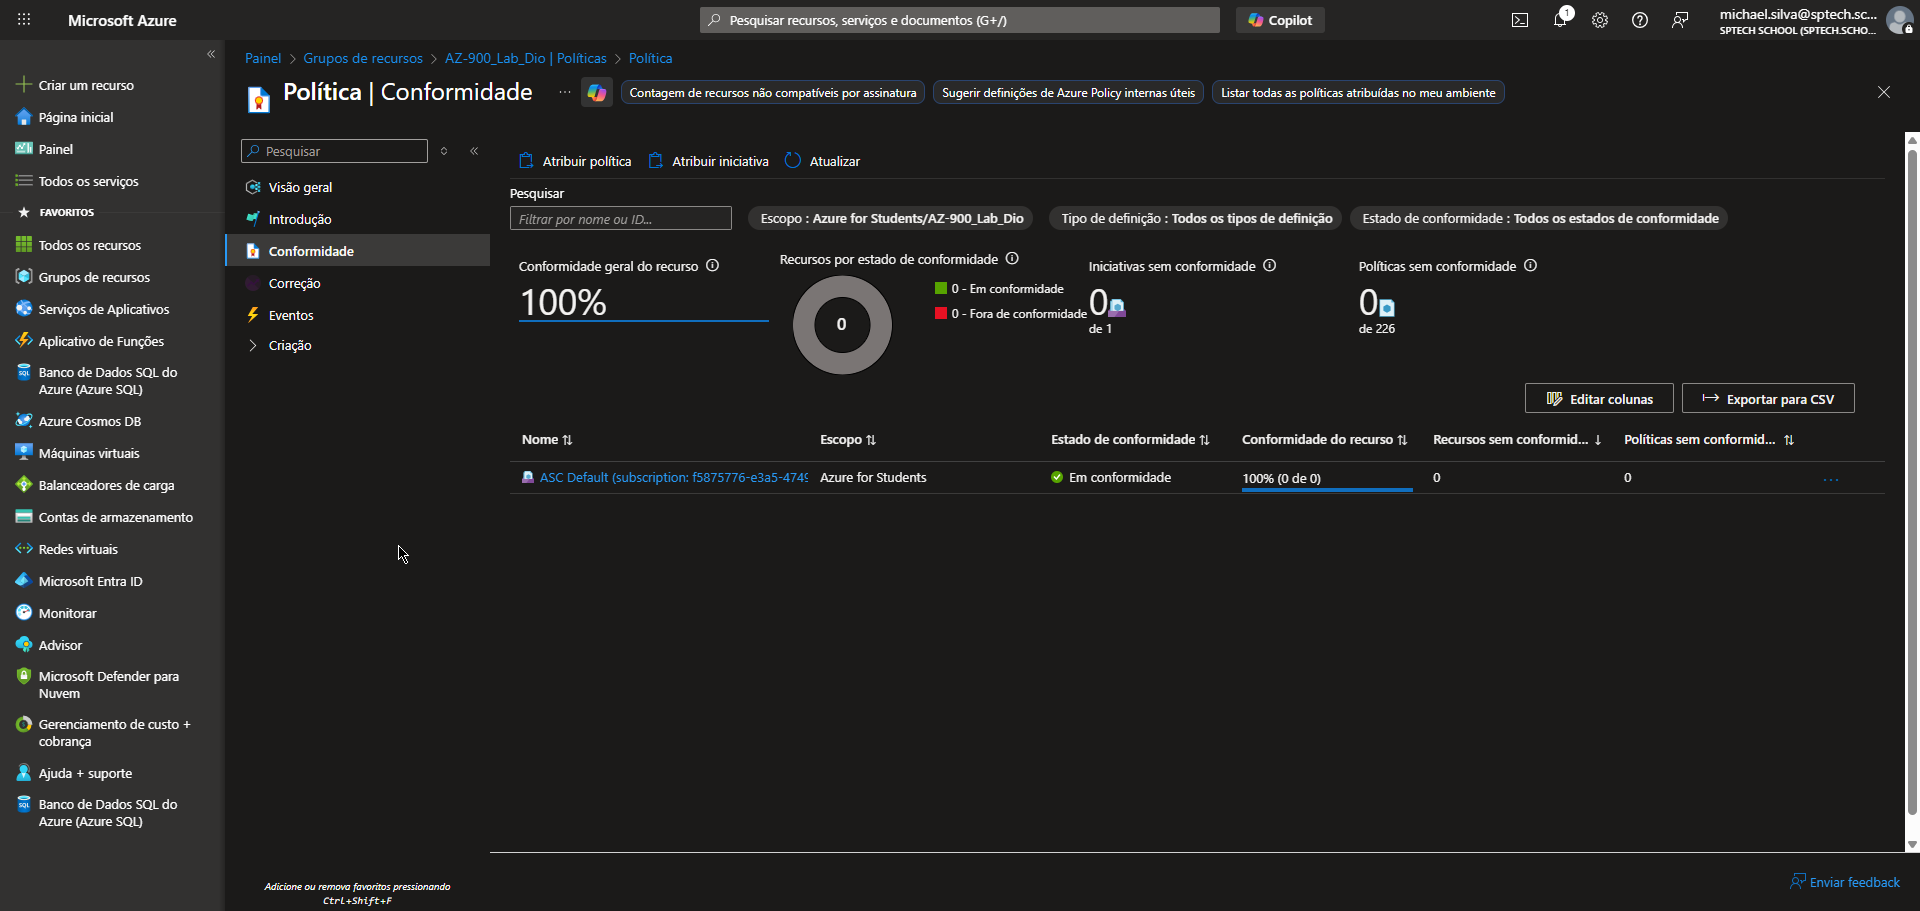 Microsoft Azure
Pesquisar recursos, serviços e documentos (G+/)
Copilot
1
michael.silva@sptech.sc...
SPTECH SCHOOL (SPTECH.SCHO...
Criar um recurso
Página inicial
Painel
Todos os serviços
FAVORITOS
Todos os recursos
Grupos de recursos
Serviços de Aplicativos
Aplicativo de Funções
Banco de Dados SQL do
Azure (Azure SQL)
Azure Cosmos DB
Máquinas virtuais
Balanceadores de carga
Contas de armazenamento
Redes virtuais
Microsoft Entra ID
Monitorar
Advisor
Microsoft Defender para
Nuvem
Gerenciamento de custo +
cobrança
Ajuda + suporte
Banco de Dados SQL do
Azure (Azure SQL)
Painel > Grupos de recursos > AZ-900_Lab_Dio | Políticas > Política
Política | Conformidade
...
Contagem de recursos não compatíveis por assinatura
Sugerir definições de Azure Policy internas úteis
Listar todas as políticas atribuídas no meu ambiente
Pesquisar
Visão geral
Introdução
Conformidade
Correção
Eventos
Criação
Adicione ou remova favoritos pressionando
Ctrl+Shift+F
Atribuir política
Atribuir iniciativa
Atualizar
Pesquisar
Filtrar por nome ou ID...
Escopo : Azure for Students/AZ-900_Lab_Dio
Tipo de definição : Todos os tipos de definição
Estado de conformidade : Todos os estados de conformidade
Conformidade geral do recurso
100%
Recursos por estado de conformidade
0
0 - Em conformidade
0 - Fora de conformidade
Iniciativas sem conformidade
0
de 1
Políticas sem conformidade
0
de 226
Editar colunas
Exportar para CSV
Nome
Escopo
Estado de conformidade
Conformidade do recurso
Recursos sem conformid...
Políticas sem conformid...
ASC Default (subscription: f5875776-e3a5-4749
Azure for Students
Em conformidade
100% (0 de 0)
0
0
...
Enviar feedback